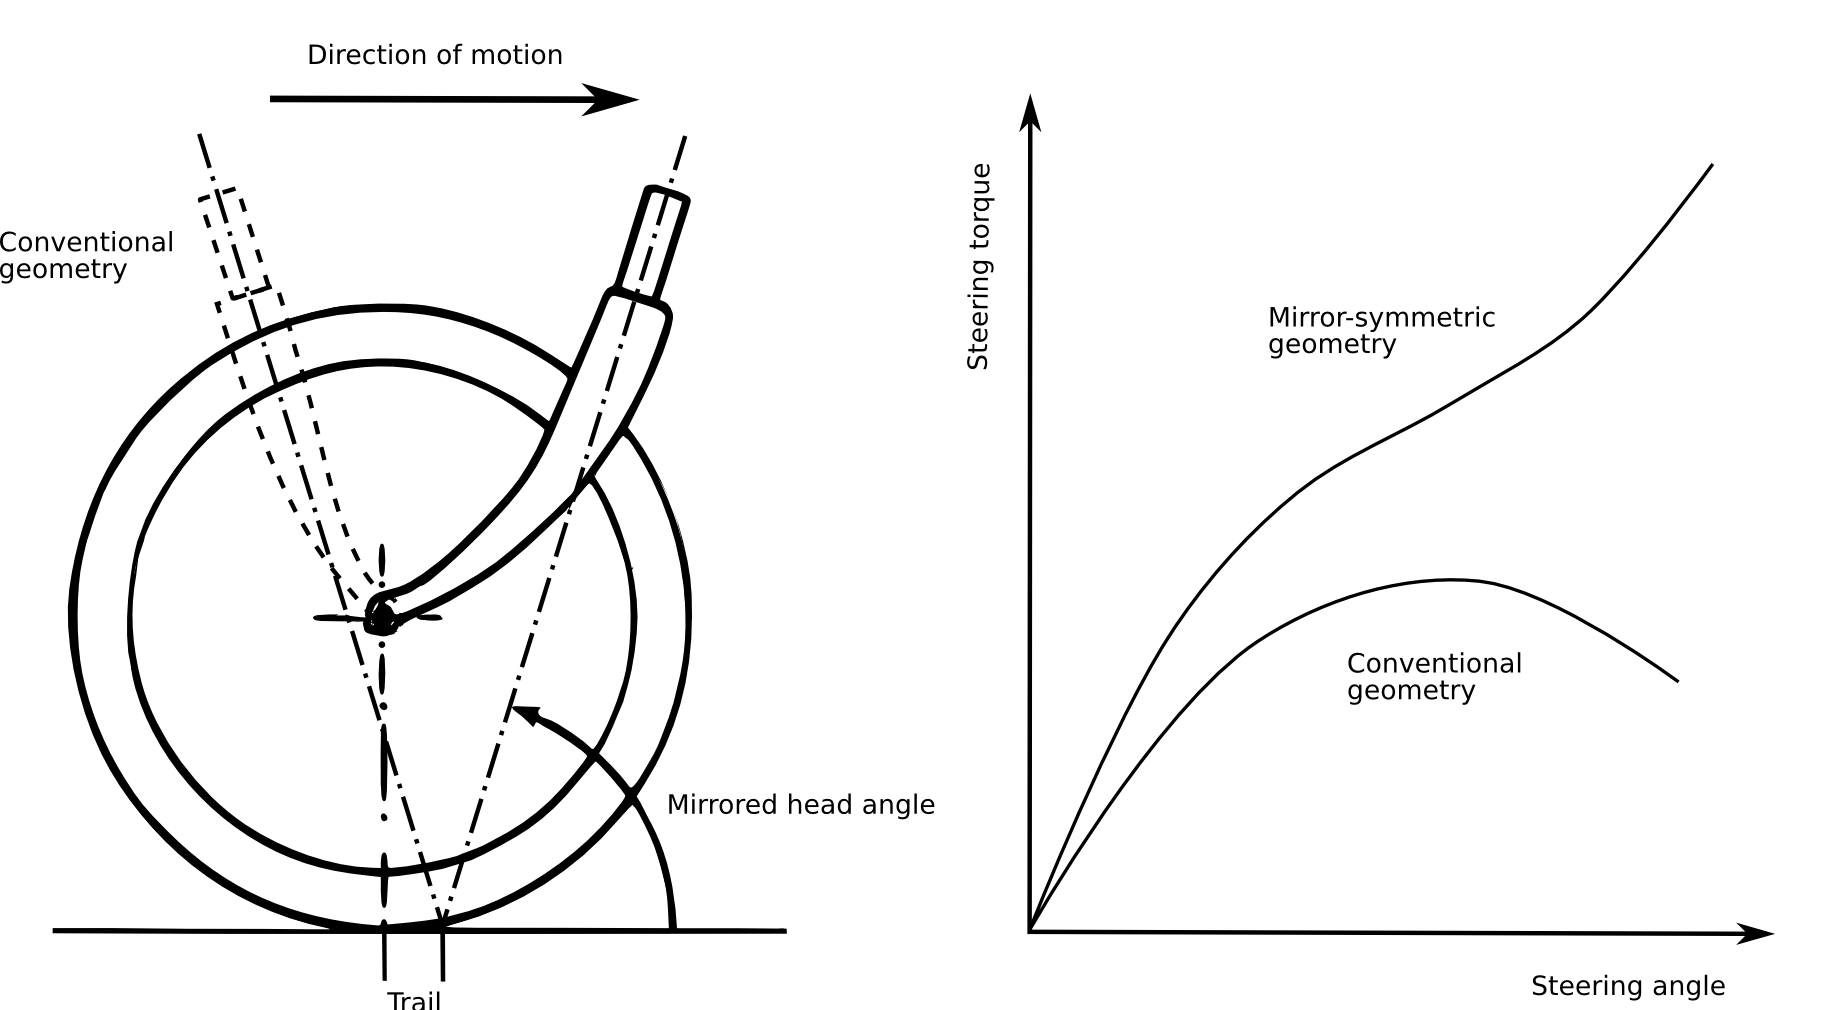 Direction of motion
Conventional
geometry
Mirrored head angle
Trail
Steering torque
Mirror-symmetric
geometry
Conventional
geometry
Steering angle